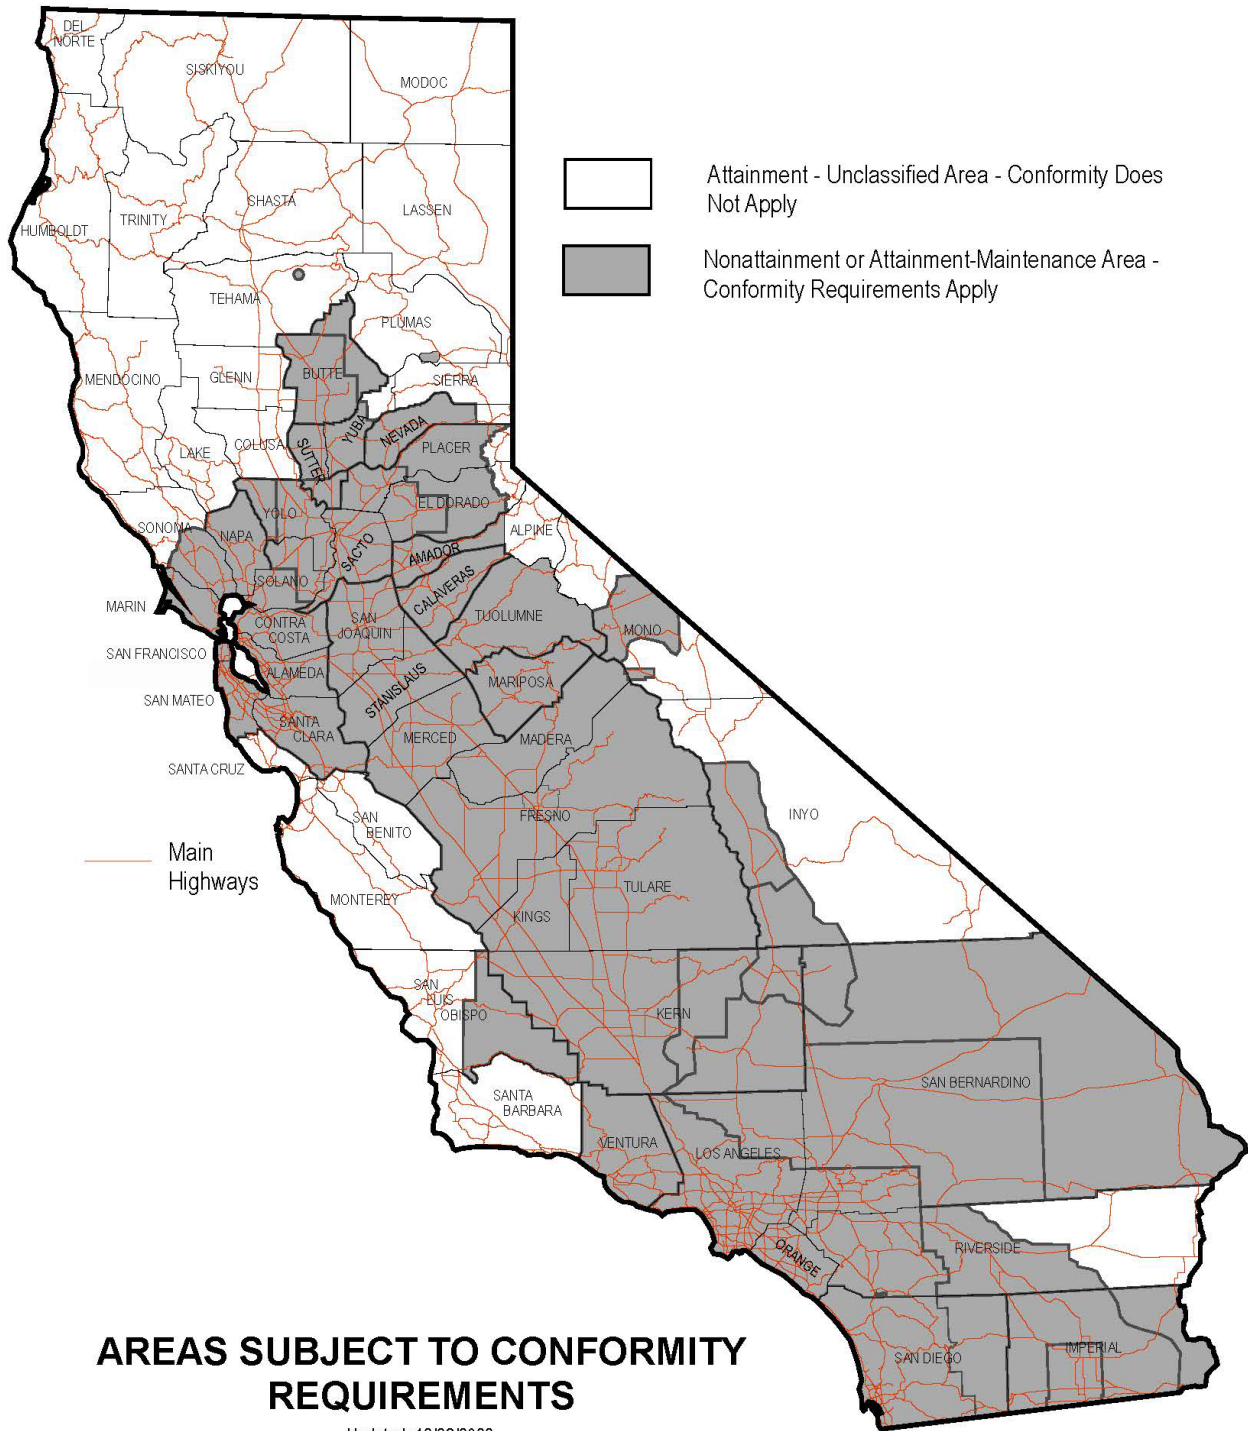 DEL
NORTE
SISKIYOU
MODOC
Attainment - Unclassified Area - Conformity Does
Not Apply
SHASTA
LASSEN
TRINITY
HUMBOLDT
Nonattainment or Attainment-Maintenance Area -
Conformity Requirements Apply
TEHAMA
PLUMAS
BUTTE
GLENN
MENDOCINO
SIERRA
YUBA
NEVADA
COLUSA
SUTTER
LAKE
PLACER
EL DORADO
YOLO
SONOMA
NAPA
ALPINE
SAC'TO
AMADOR
SOLANO
CALAVERAS
MARIN
CONTRA
COSTA
SAN
JOAQUIN
TUOLUMNE
MONO
SAN FRANCISCO
ALAMEDA
STANISLAUS
MARIPOSA
SAN MATEO
SANTA
CLARA
MERCED
MADERA
SANTA CRUZ
SAN
BENITO
FRESNO
INYO
Main
Highways
TULARE
MONTEREY
KINGS
SAN
LUIS
OBISPO
KERN
SAN BERNARDINO
SANTA
BARBARA
VENTURA
LOS ANGELES
ORANGE
RIVERSIDE
SAN DIEGO
IMPERIAL
AREAS SUBJECT TO CONFORMITY
REQUIREMENTS